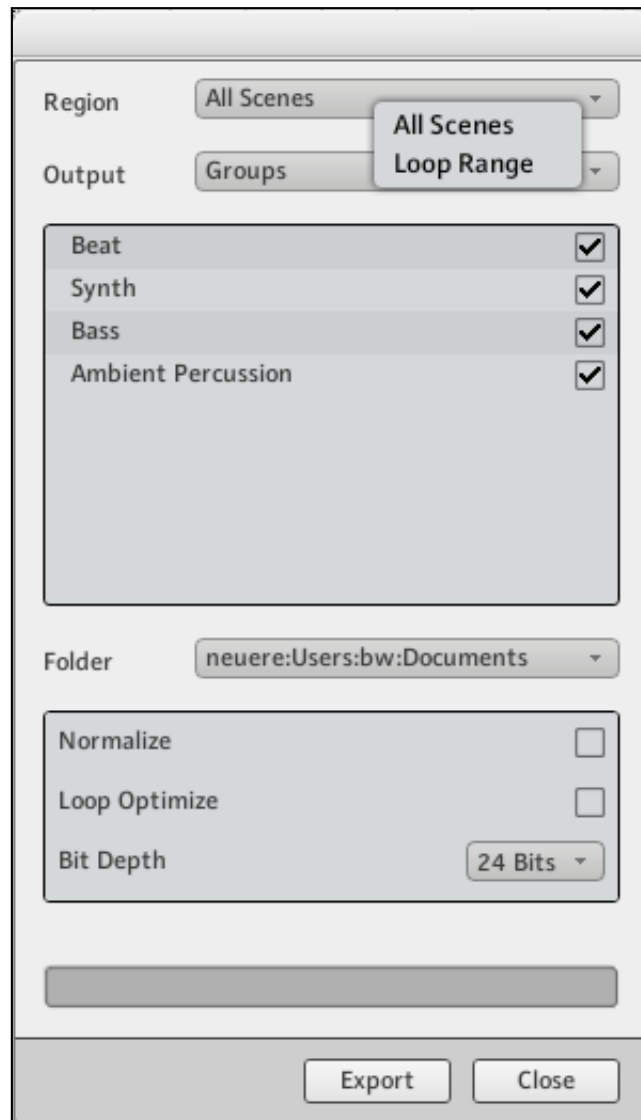 Region All Scenes
All Scenes
Loop Range
Output Groups
Beat
Synth
Bass
Ambient Percussion
Folder neuere:Users:bw:Documents
Normalize
Loop Optimize
Bit Depth 24 Bits
Export Close